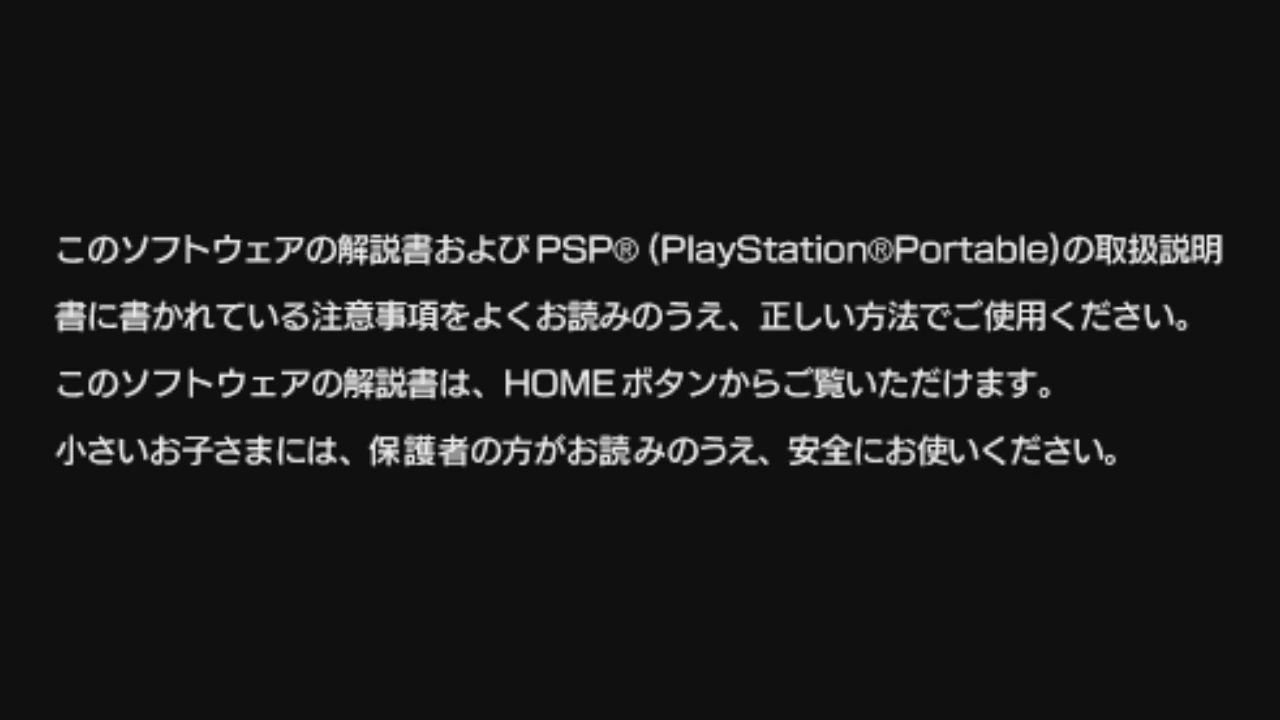 このソフトウェアの解説書およびPSP®(PlayStation®Portable)の取扱説明
書に書かれている注意事項をよくお読みのうえ、正しい方法でご使用ください。
このソフトウェアの解説書は、HOMEボタンからご覧いただけます。
小さいお子さまには、保護者の方がお読みのうえ、安全にお使いください。